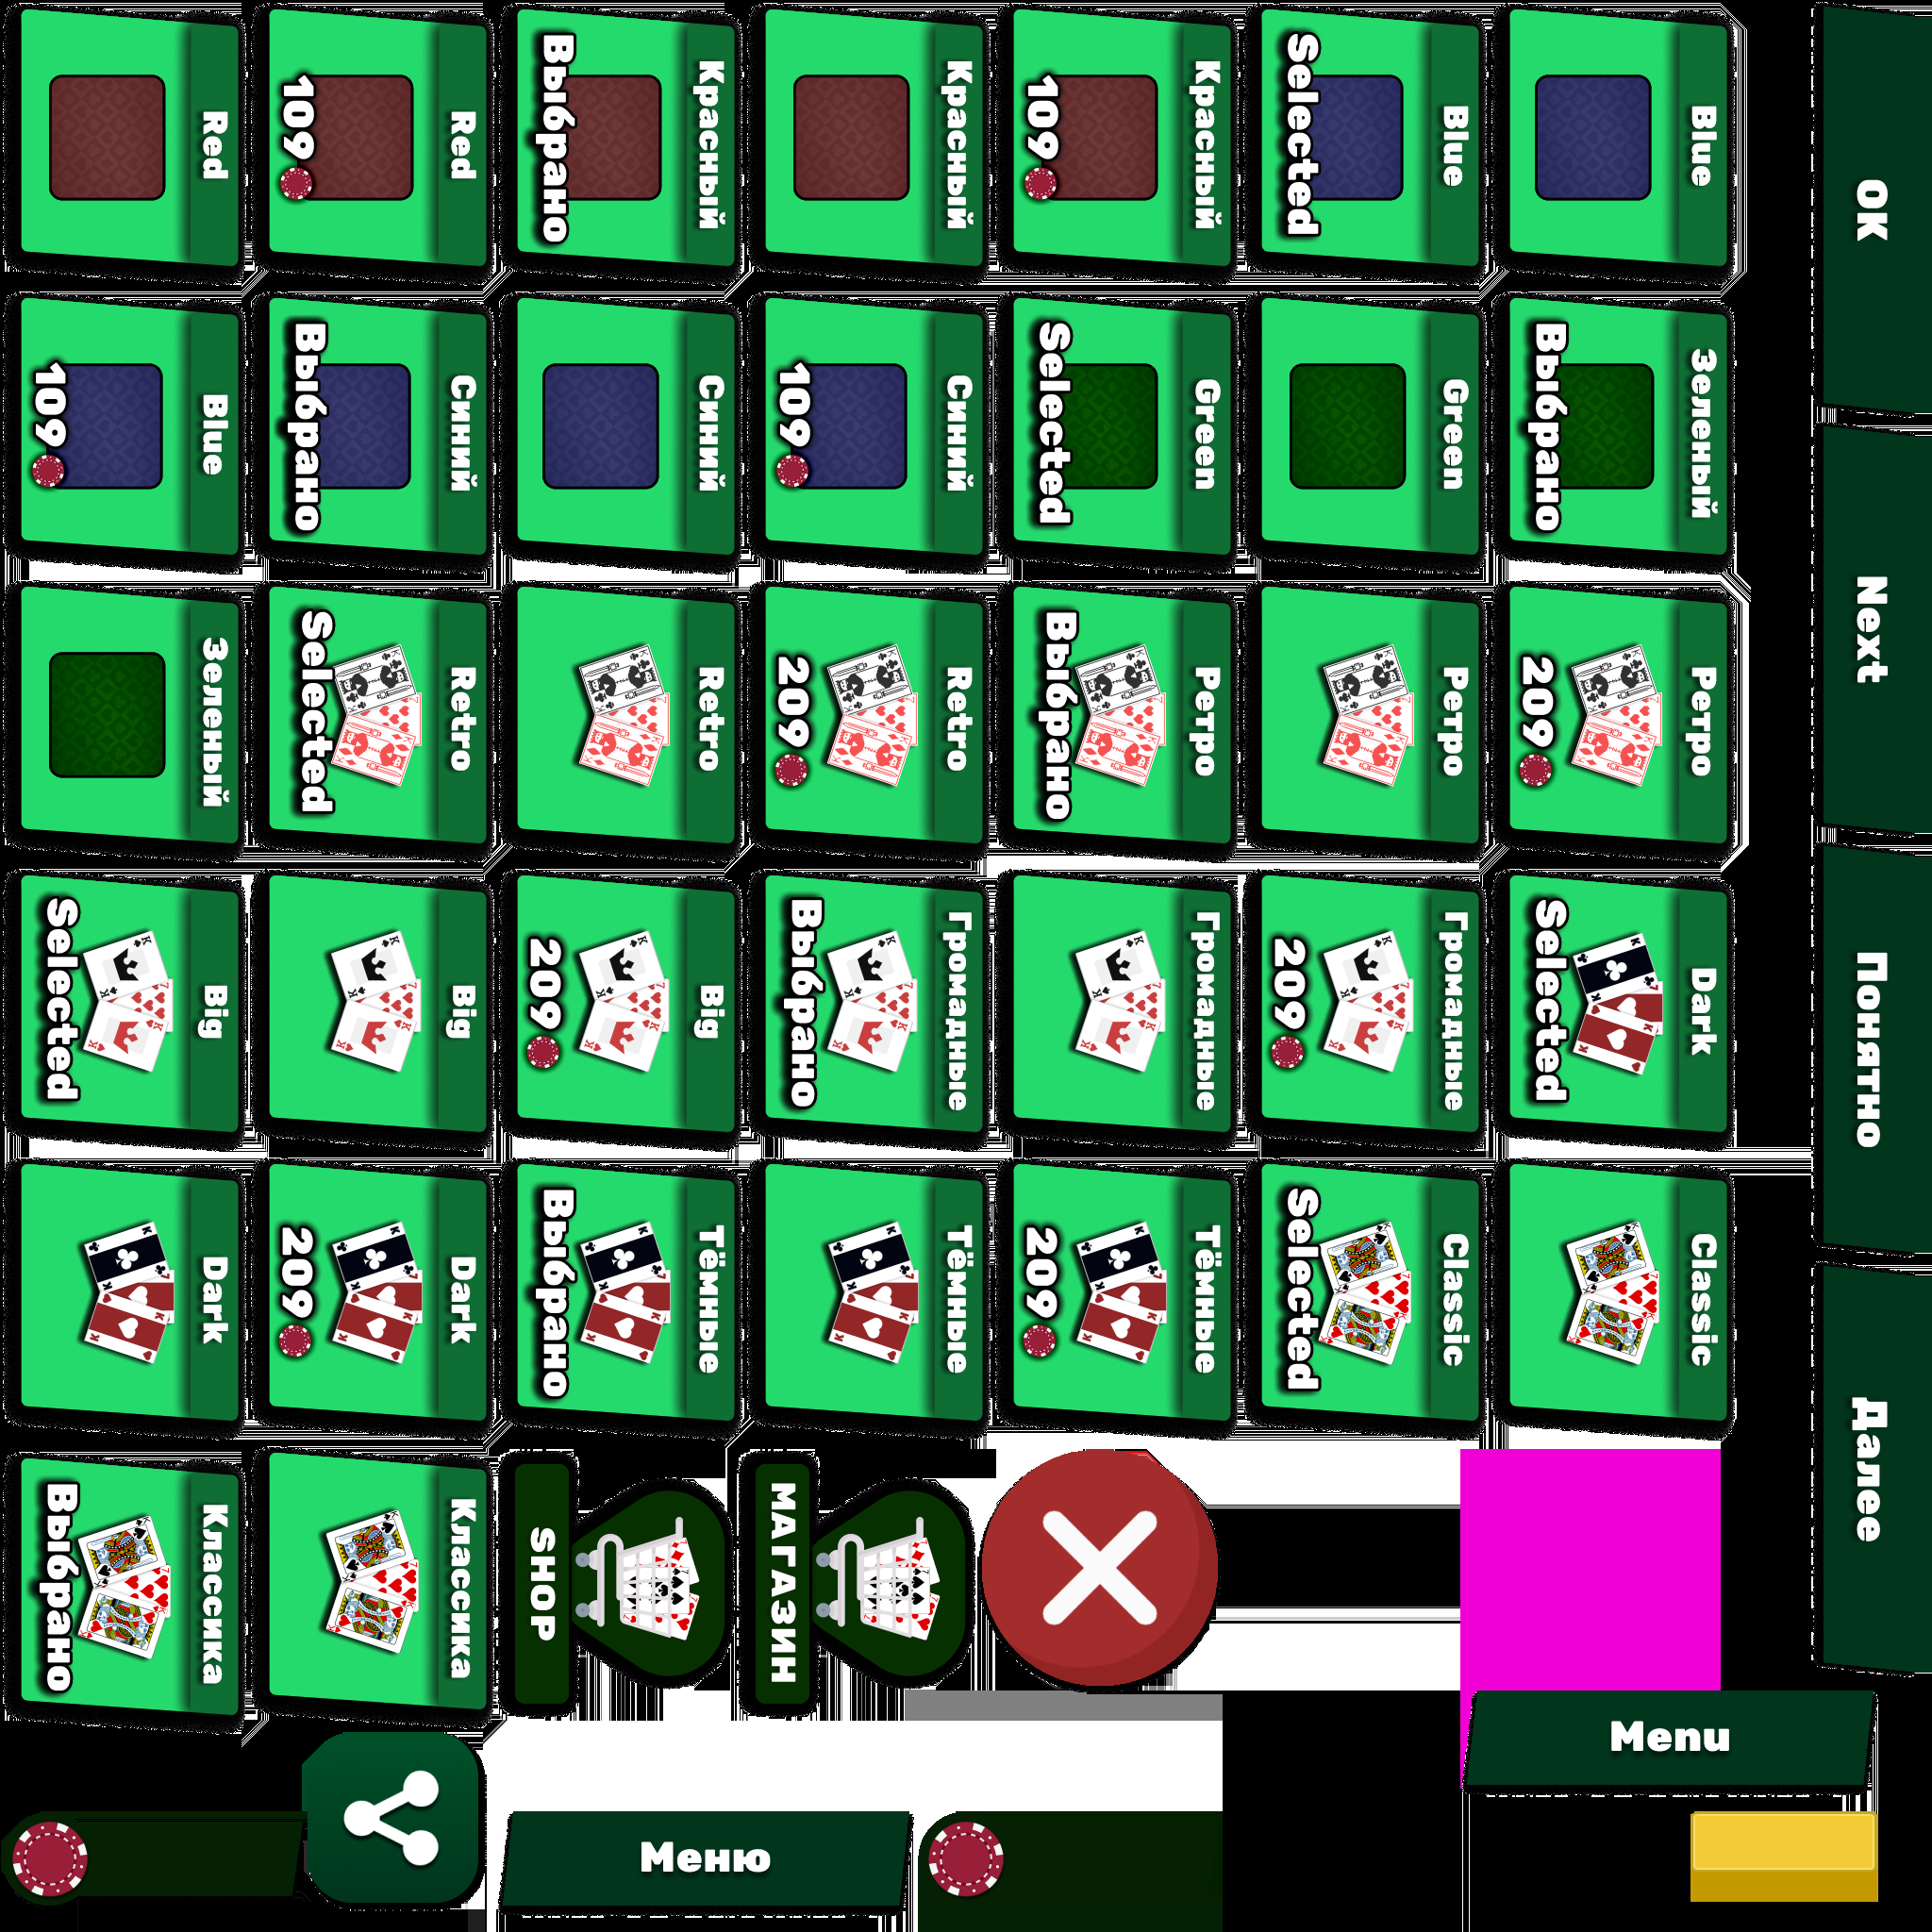 Red
Red
109
Красный
Выбрано
Красный
Красный
109
Blue
Selected
Blue
Blue
109
Синий
Выбрано
Синий
Синий
109
Green
Selected
Green
Зеленый
Выбрано
Зеленый
Retro
Selected
Retro
Retro
209
Ретро
Выбрано
Ретро
Ретро
209
Big
Selected
Big
Big
209
Громадные
Выбрано
Громадные
Громадные
209
Dark
Selected
Dark
Dark
209
Тёмные
Выбрано
Тёмные
Тёмные
209
Classic
Selected
Classic
Классика
Выбрано
Классика
SHOP
МАГАЗИН
OK
Next
Понятно
Далее
Menu
Меню